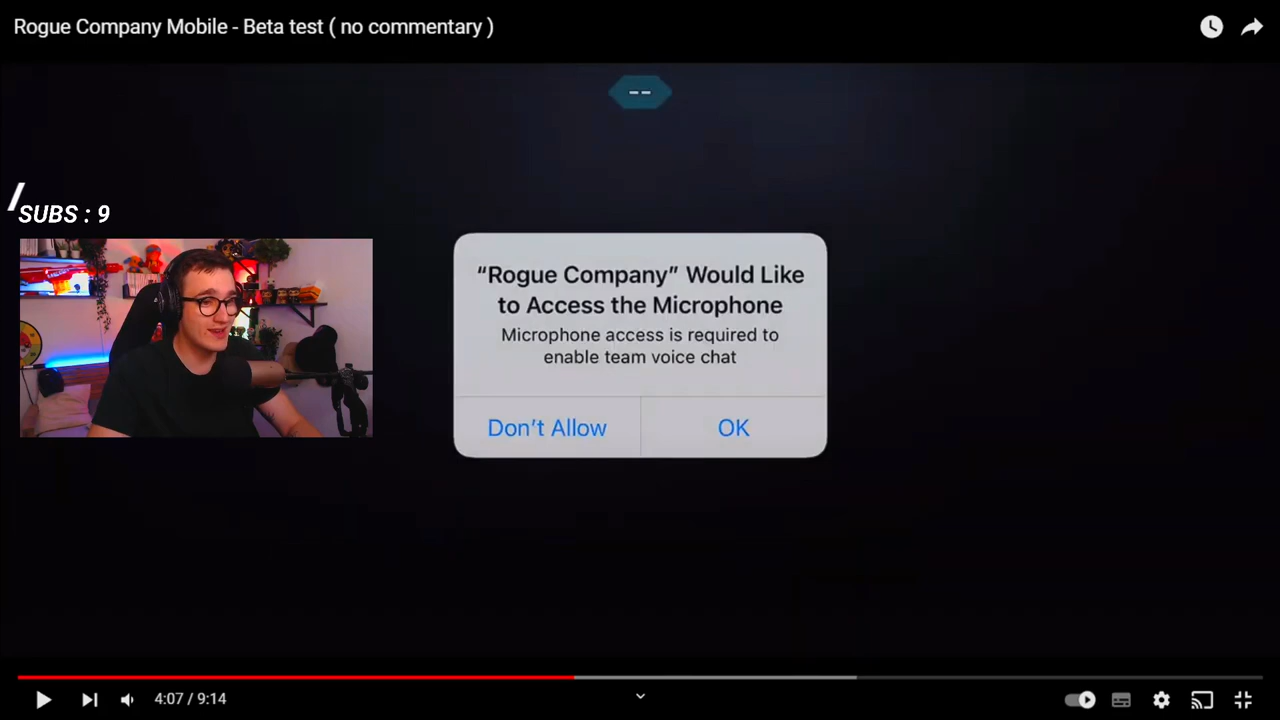 Rogue Company Mobile - Beta test ( no commentary )
--
SUBS : 9
“Rogue Company” Would Like
to Access the Microphone
Microphone access is required to
enable team voice chat
Don’t Allow
OK
4:07 / 9:14